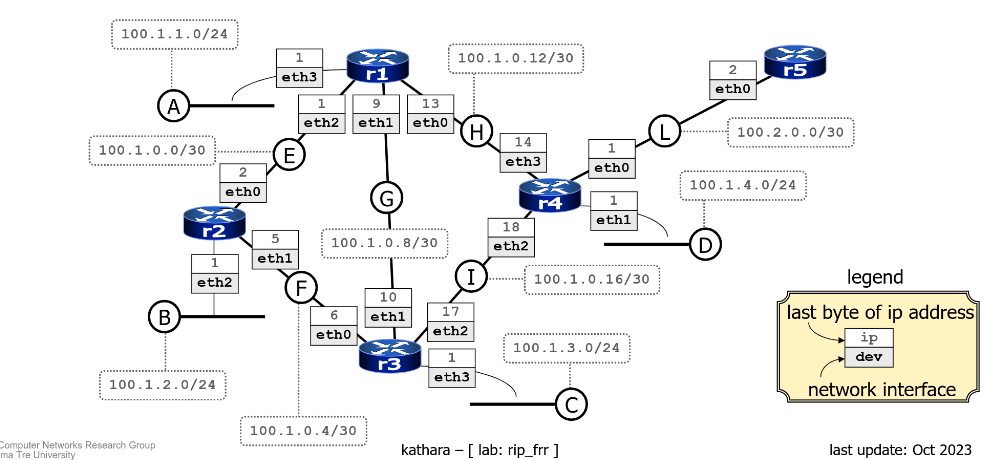 100.1.1.0/24
A
1
eth3
r1
100.1.0.12/30
2
eth0
r5
1
eth2
9
eth1
13
eth0
H
L
100.2.0.0/30
100.1.0.0/30
E
14
eth3
1
eth0
2
eth0
G
r4
1
eth1
100.1.4.0/24
r2
5
eth1
100.1.0.8/30
18
eth2
D
1
eth2
F
I
100.1.0.16/30
B
6
eth0
10
eth1
17
eth2
r3
1
eth3
100.1.3.0/24
C
100.1.2.0/24
100.1.0.4/30
legend
last byte of ip address
ip
dev
network interface
Computer Networks Research Group
ma Tre University
kathara – [ lab: rip_frr ]
last update: Oct 2023